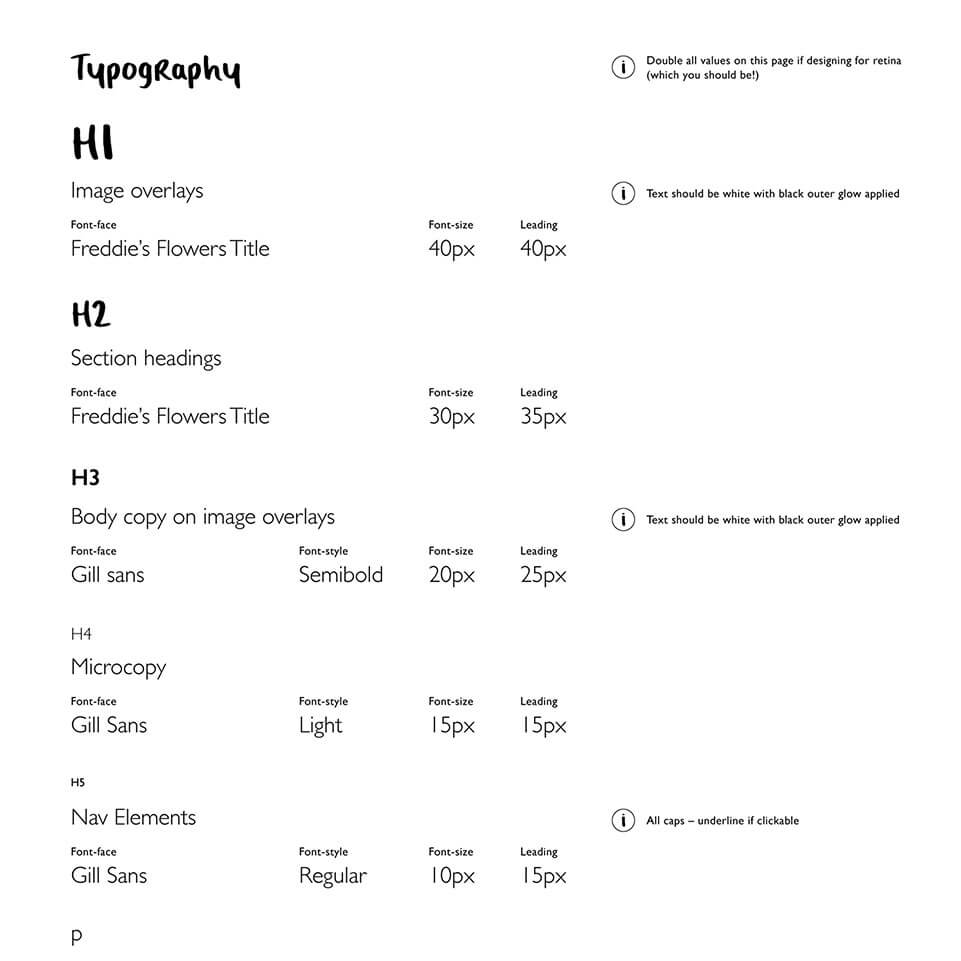 Typography
Double all values on this page if designing for retina
(which you should be!)
H1
Image overlays
Text should be white with black outer glow applied
Font-face Font-size Leading
Freddie's Flowers Title 40px 40px
H2
Section headings
Font-face Font-size Leading
Freddie's Flowers Title 30px 35px
H3
Body copy on image overlays
Text should be white with black outer glow applied
Font-face Font-style Font-size Leading
Gill sans Semibold 20px 25px
H4
Microcopy
Font-face Font-style Font-size Leading
Gill Sans Light 15px 15px
H5
Nav Elements
All caps – underline if clickable
Font-face Font-style Font-size Leading
Gill Sans Regular 10px 15px
p